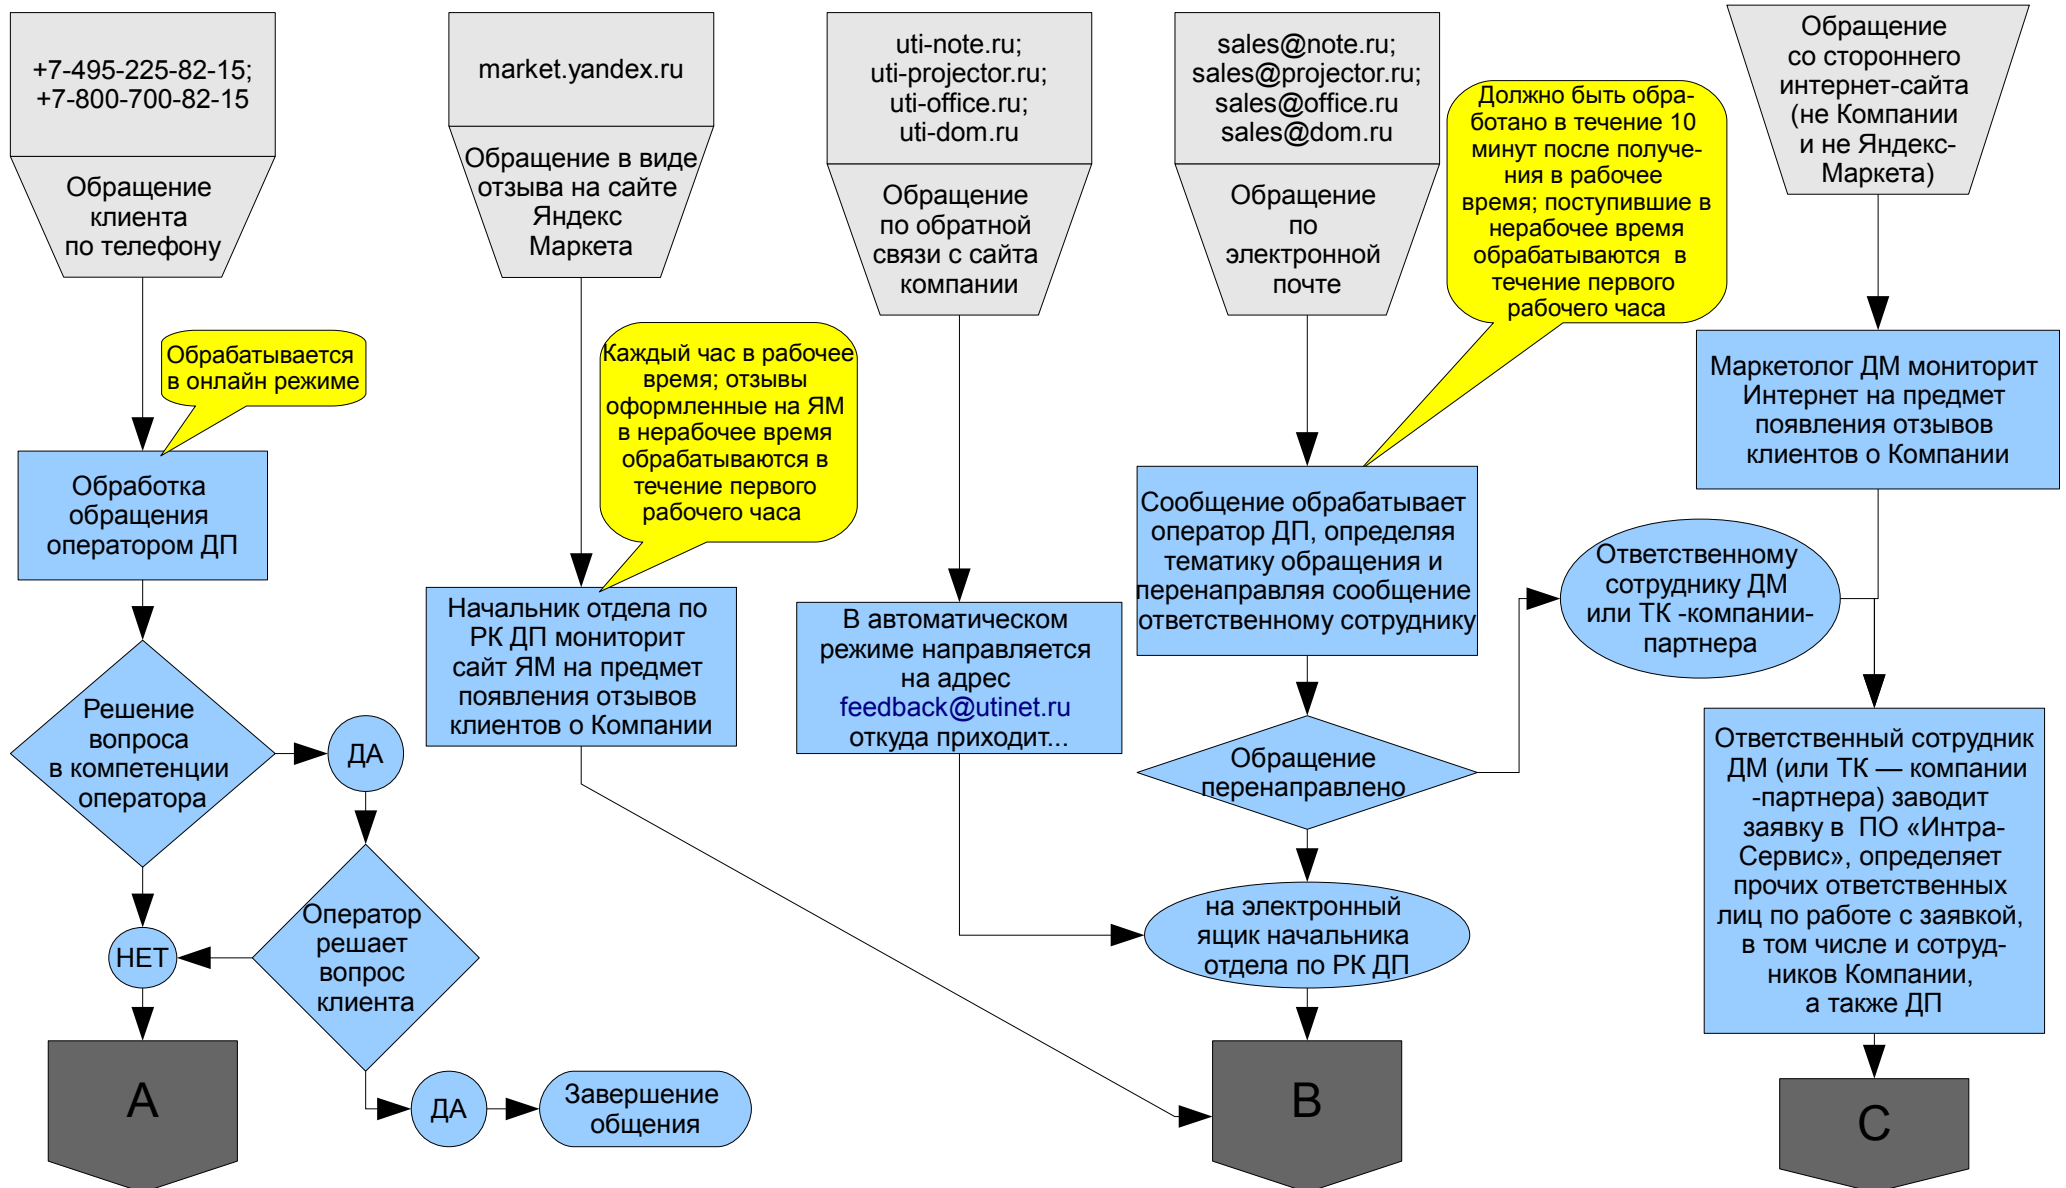 +7-495-225-82-15;
+7-800-700-82-15
Обращение
клиента
по телефону
Обрабатывается
в онлайн режиме
Обработка
обращения
оператором ДП
Решение
вопроса
в компетенции
оператора
ДА
НЕТ
Оператор
решает
вопрос
клиента
ДА
Завершение
общения
A
market.yandex.ru
Обращение в виде
отзыва на сайте
Яндекс
Маркета
Каждый час в рабочее
время; отзывы
оформленные на ЯМ
в нерабочее время
обрабатываются в
течение первого
рабочего часа
Начальник отдела по
РК ДП мониторит
сайт ЯМ на предмет
появления отзывов
клиентов о Компании
uti-note.ru;
uti-projector.ru;
uti-office.ru;
uti-dom.ru
Обращение
по обратной
связи с сайта
компании
В автоматическом
режиме направляется
на адрес
feedback@utinet.ru
откуда приходит...
sales@note.ru;
sales@projector.ru;
sales@office.ru
sales@dom.ru
Обращение
по
электронной
почте
Должно быть обра-
ботано в течение 10
минут после получе-
ния в рабочее
время; поступившие в
нерабочее время
обрабатываются в
течение первого
рабочего часа
Сообщение обрабатывает
оператор ДП, определяя
тематику обращения и
перенаправляя сообщение
ответственному сотруднику
Обращение
перенаправлено
на электронный
ящик начальника
отдела по РК ДП
B
Обращение
со стороннего
интернет-сайта
(не Компании
и не Яндекс-
Маркета)
Маркетолог ДМ мониторит
Интернет на предмет
появления отзывов
клиентов о Компании
Ответственному
сотруднику ДМ
или ТК -компании-
партнера
Ответственный сотрудник
ДМ (или ТК — компании
-партнера) заводит
заявку в ПО «Интра-
Сервис», определяет
прочих ответственных
лиц по работе с заявкой,
в том числе и сотруд-
ников Компании,
а также ДП
C